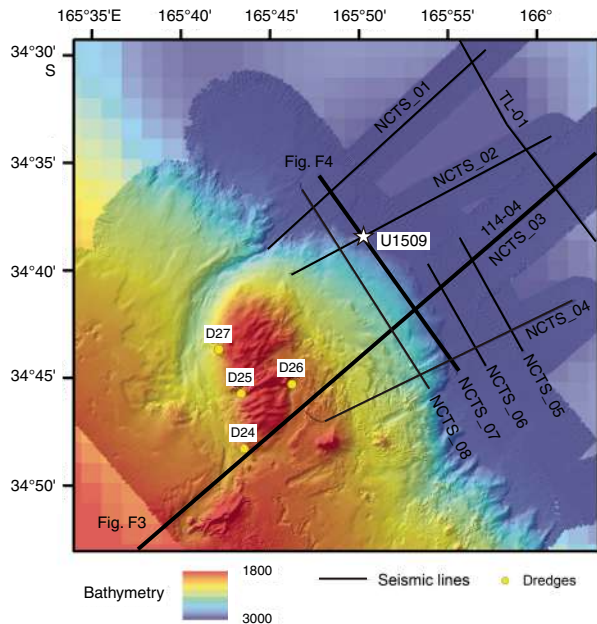 165°35' 165°40' 165°45' 165°50' 165°55' 166°
34°30'
S
34°35'
34°40'
34°45'
34°50'
NCTS_01
TL-01
Fig. F4
NCTS_02
114-04
NCTS_03
U1509
NCTS_04
D27
D26
D25
D24
NCTS_05
NCTS_06
NCTS_07
NCTS_08
Fig. F3
Bathymetry
1800
3000
Seismic lines
Dredges